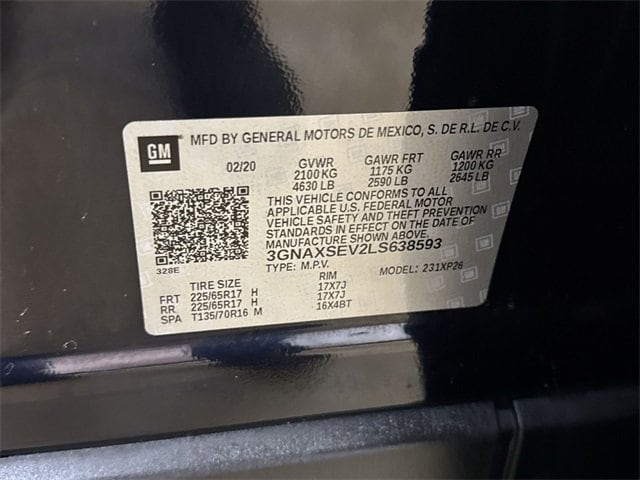 GM
MFD BY GENERAL MOTORS DE MEXICO, S. DE R.L. DE C.V.
02/20 GVWR GAWR FRT GAWR RR
2100 KG 1175 KG 1200 KG
4630 LB 2590 LB 2645 LB
THIS VEHICLE CONFORMS TO ALL
APPLICABLE U.S. FEDERAL MOTOR
VEHICLE SAFETY AND THEFT PREVENTION
STANDARDS IN EFFECT ON THE DATE OF
MANUFACTURE SHOWN ABOVE.
3GNAXSEV2LS638593
328E TYPE: M.P.V. MODEL: 231XP26
TIRE SIZE RIM
FRT 225/65R17 H 17X7J
RR 225/65R17 H 17X7J
SPA T135/70R16 M 16X4BT